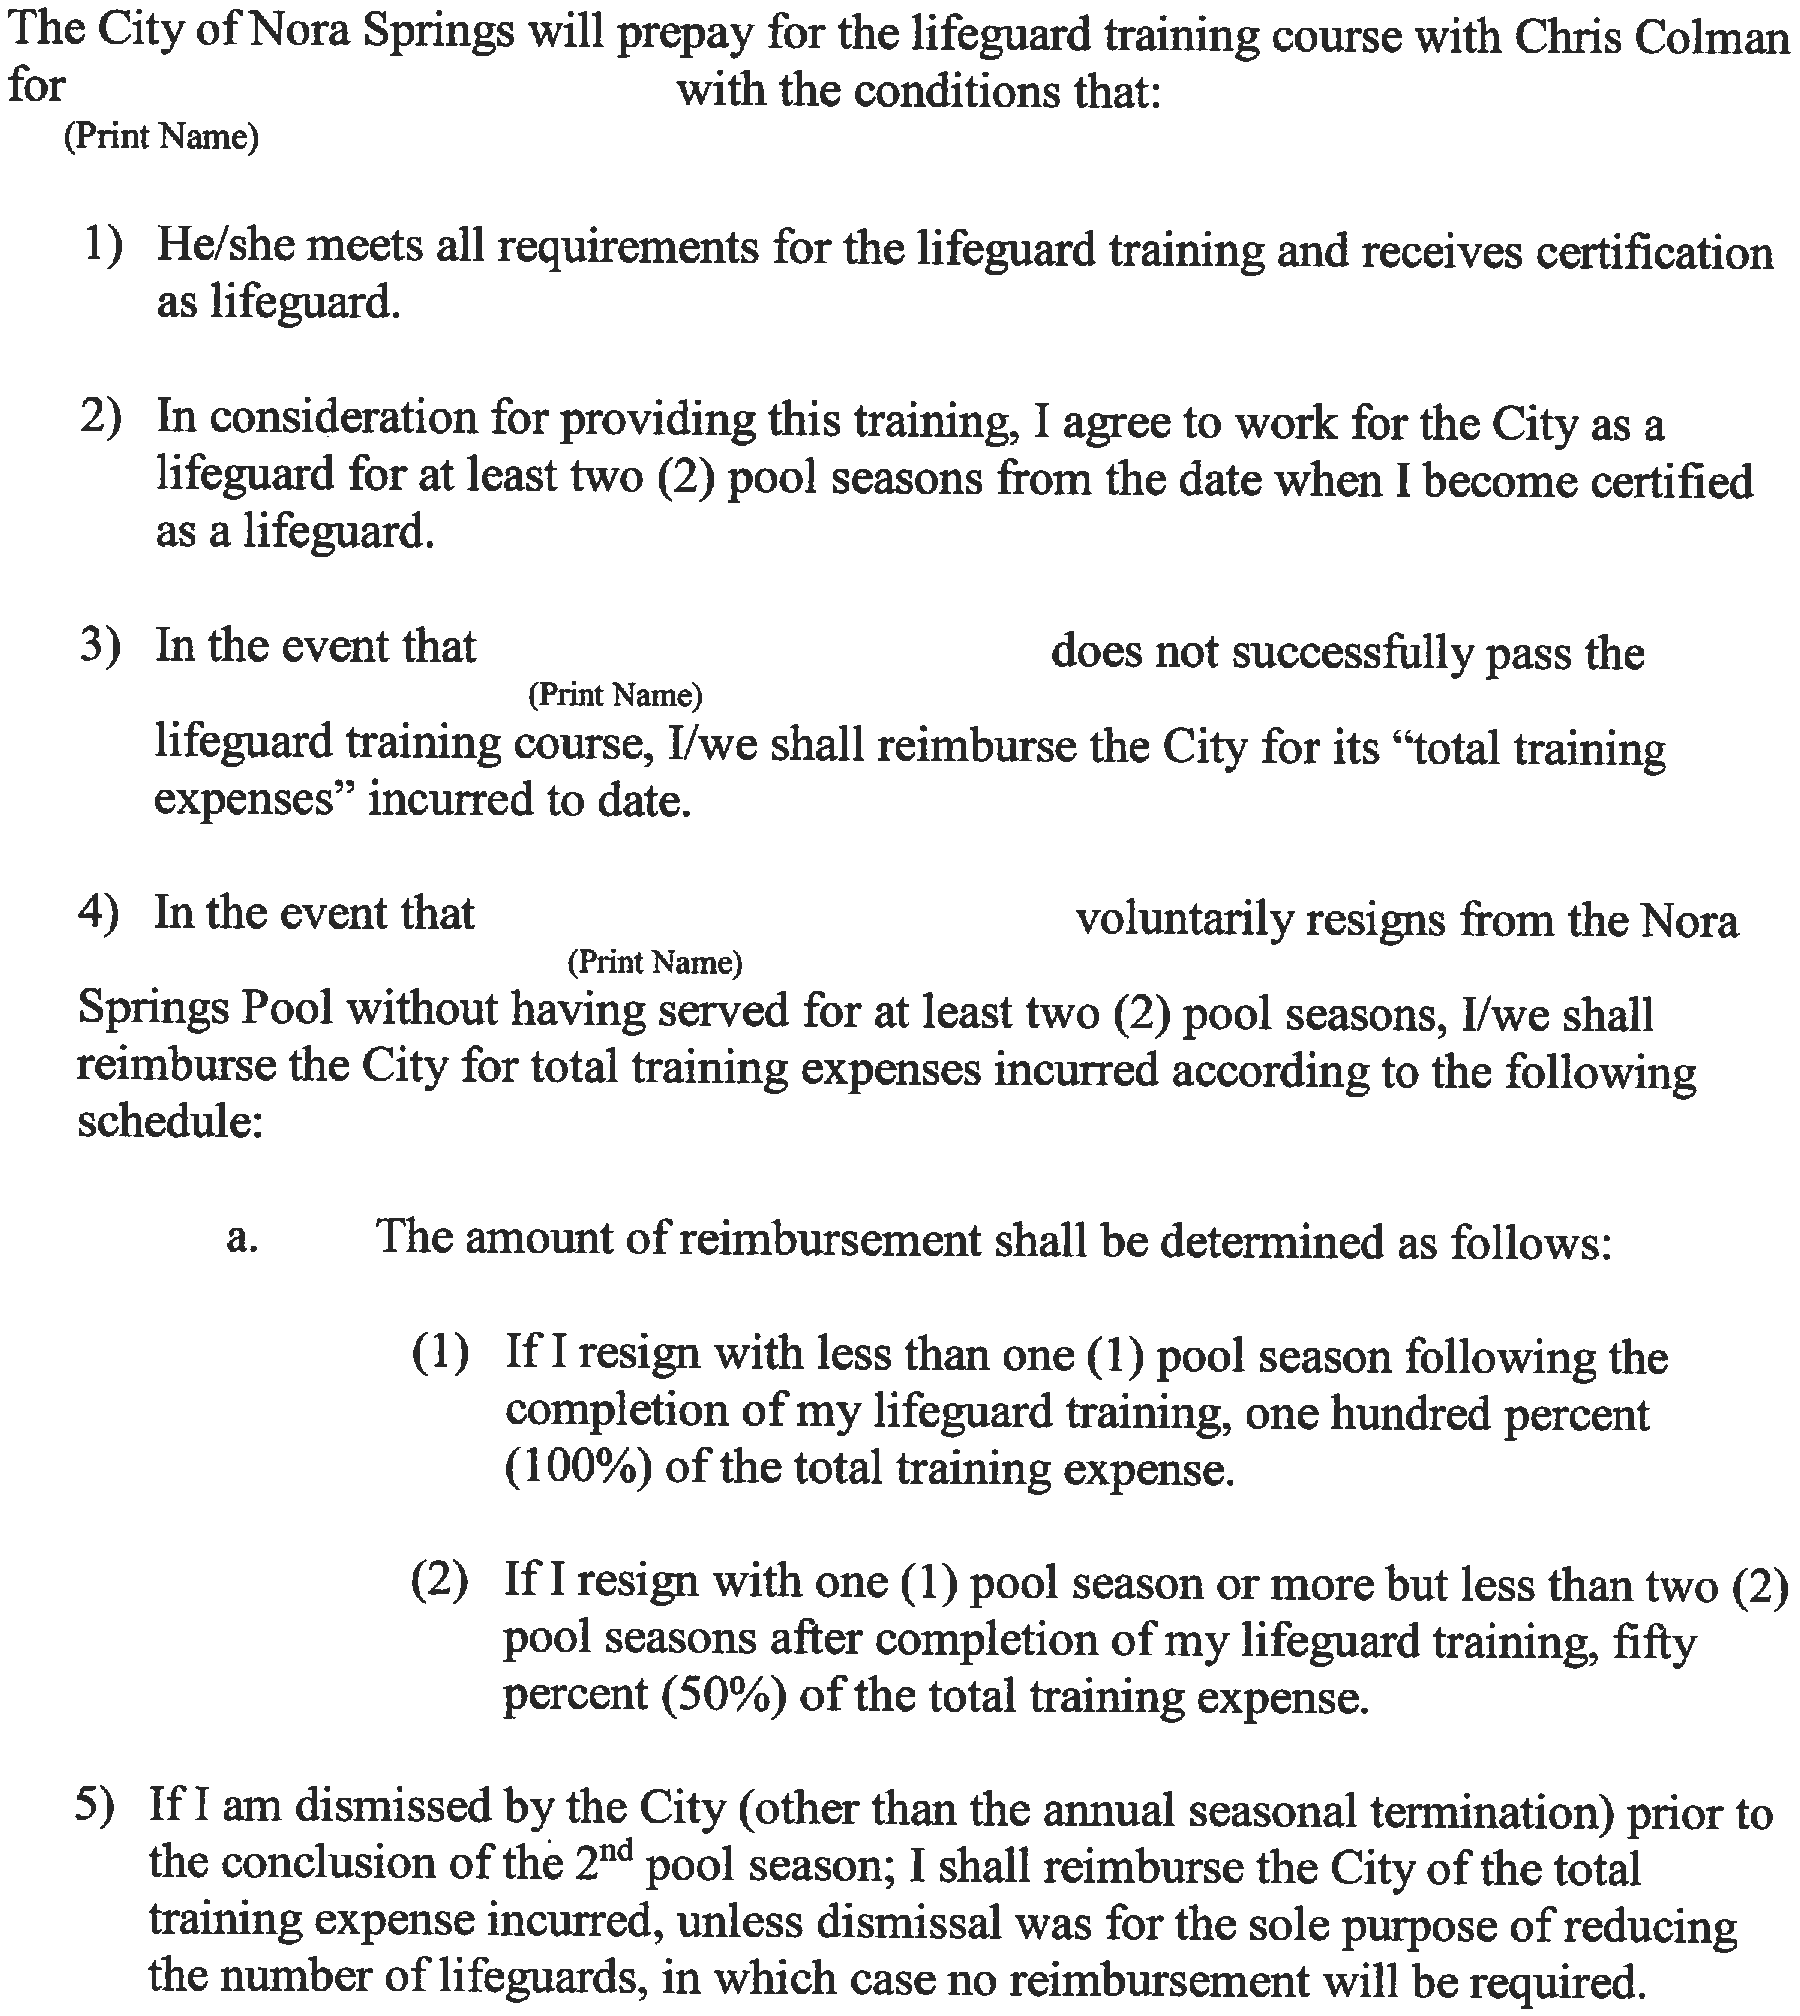 The City of Nora Springs will prepay for the lifeguard training course with Chris Colman
for with the conditions that:
(Print Name)
1) He/she meets all requirements for the lifeguard training and receives certification
as lifeguard.
2) In consideration for providing this training, I agree to work for the City as a
lifeguard for at least two (2) pool seasons from the date when I become certified
as a lifeguard.
3) In the event that does not successfully pass the
(Print Name)
lifeguard training course, I/we shall reimburse the City for its “total training
expenses” incurred to date.
4) In the event that voluntarily resigns from the Nora
(Print Name)
Springs Pool without having served for at least two (2) pool seasons, I/we shall
reimburse the City for total training expenses incurred according to the following
schedule:
a. The amount of reimbursement shall be determined as follows:
(1) If I resign with less than one (1) pool season following the
completion of my lifeguard training, one hundred percent
(100%) of the total training expense.
(2) If I resign with one (1) pool season or more but less than two (2)
pool seasons after completion of my lifeguard training, fifty
percent (50%) of the total training expense.
5) If I am dismissed by the City (other than the annual seasonal termination) prior to
the conclusion of the 2nd pool season; I shall reimburse the City of the total
training expense incurred, unless dismissal was for the sole purpose of reducing
the number of lifeguards, in which case no reimbursement will be required.